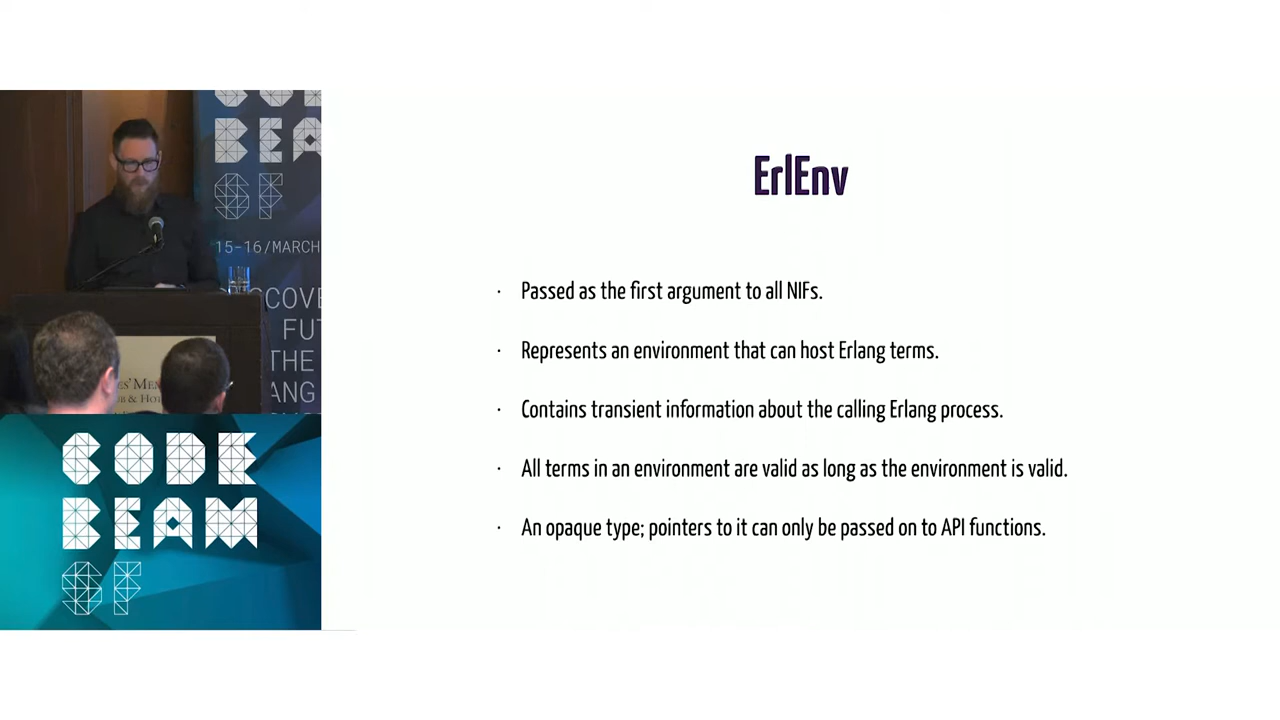 BEA
SF
15-16/MARCH
COVE
FUT
THE
ANG
CODE
BEAM
SF
ErlEnv
· Passed as the first argument to all NIFs.
· Represents an environment that can host Erlang terms.
· Contains transient information about the calling Erlang process.
· All terms in an environment are valid as long as the environment is valid.
· An opaque type; pointers to it can only be passed on to API functions.